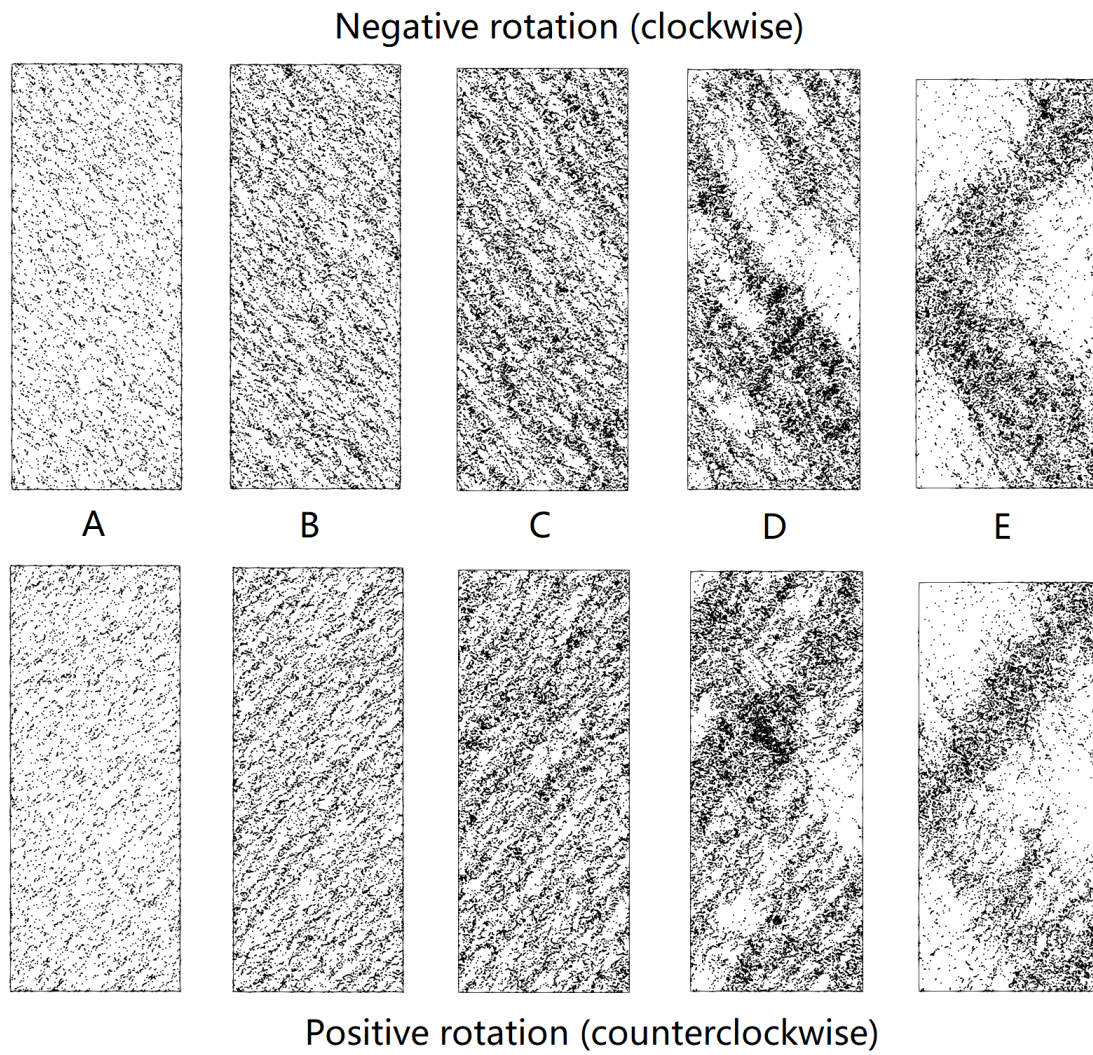 Negative rotation (clockwise)
A
B
C
D
E
Positive rotation (counterclockwise)